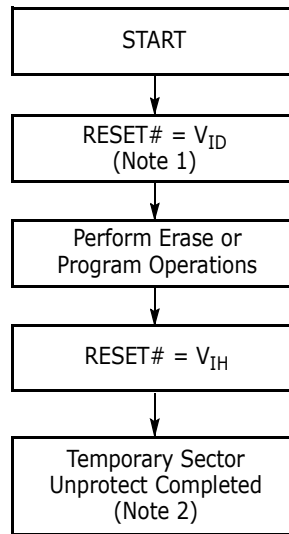 START
RESET# = VID
(Note 1)
Perform Erase or
Program Operations
RESET# = VIH
Temporary Sector
Unprotect Completed
(Note 2)